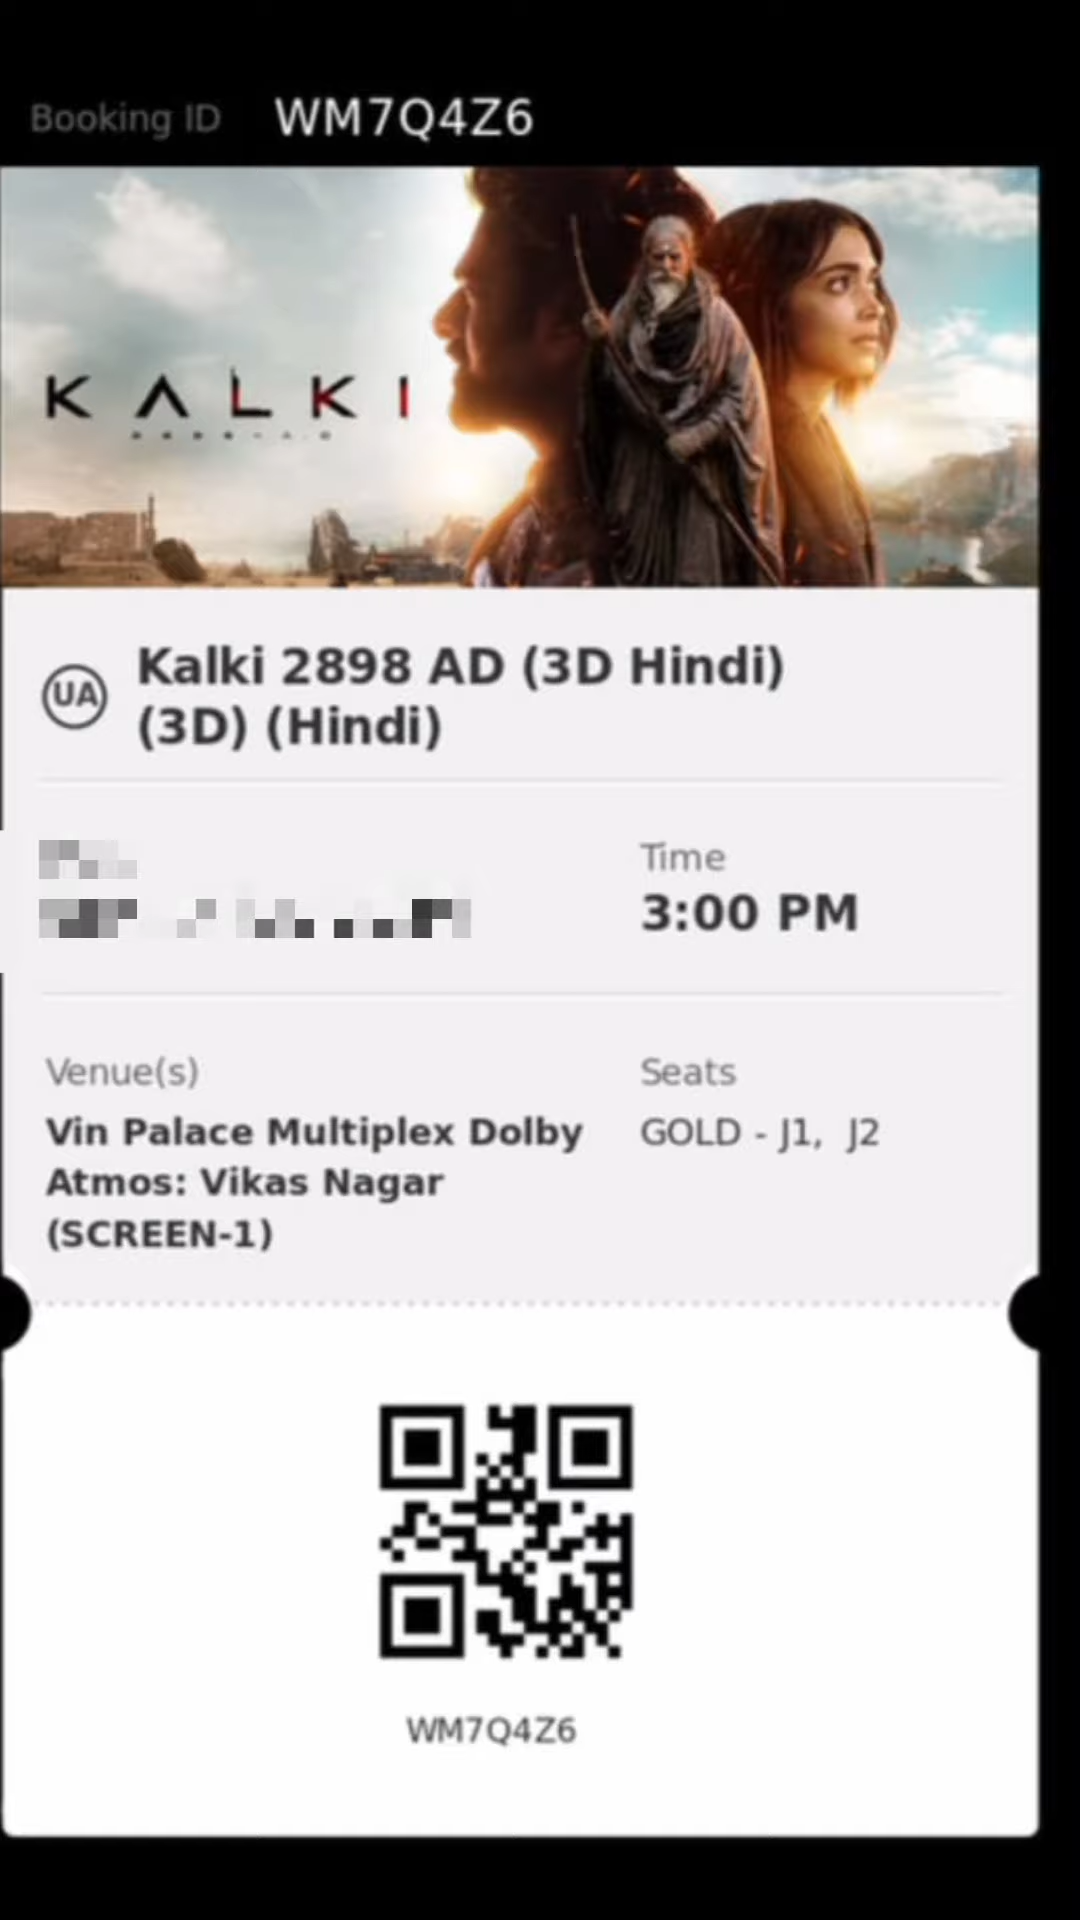 Booking ID WM7Q4Z6
KALKI
UA
Kalki 2898 AD (3D Hindi)
(3D) (Hindi)
Time
3:00 PM
Venue(s)
Vin Palace Multiplex Dolby
Atmos: Vikas Nagar
(SCREEN-1)
Seats
GOLD - J1, J2
WM7Q4Z6